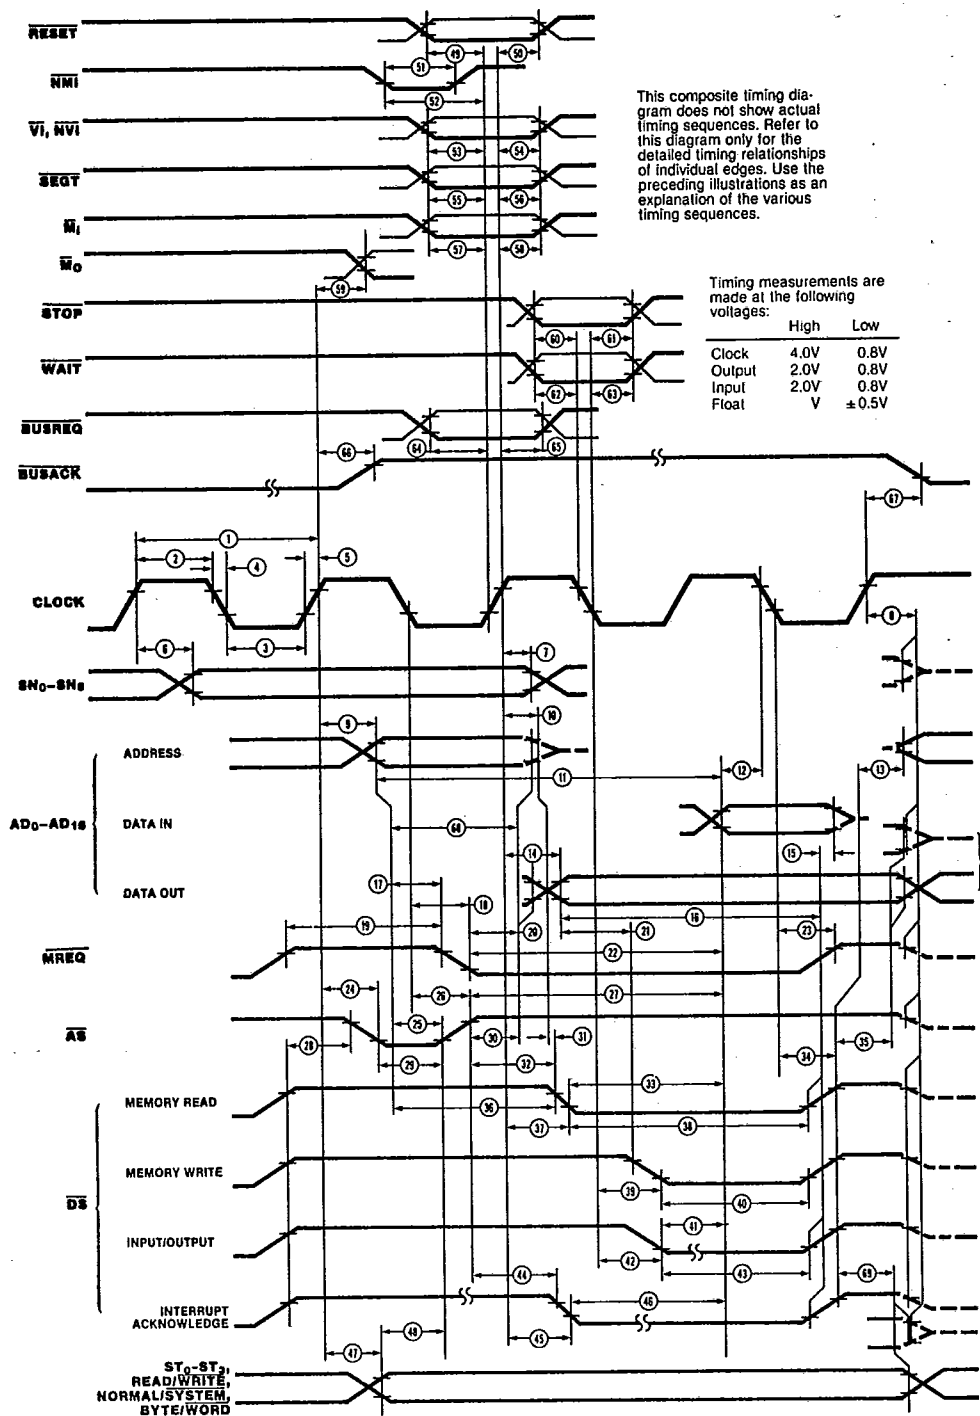 RESET
49
50
51
NMI
52
This composite timing dia-
gram does not show actual
timing sequences. Refer to
this diagram only for the
detailed timing relationships
of individual edges. Use the
preceding illustrations as an
explanation of the various
timing sequences.
VI, NVI
53
54
SEGT
55
56
MI
57
58
MO
59
Timing measurements are
made at the following
voltages:
High Low
Clock 4.0V 0.8V
Output 2.0V 0.8V
Input 2.0V 0.8V
Float V ±0.5V
STOP
60
61
WAIT
62
63
BUSREQ
64
65
66
BUSACK
67
1
2
4
5
CLOCK
3
8
6
7
SN0-SN6
9
10
ADDRESS
11
12
13
AD0-AD15
DATA IN
68
14
15
17
DATA OUT
18
16
19
20
21
23
MREQ
22
24
26
27
AS
25
28
30
31
29
32
34
35
33
MEMORY READ
36
37
38
MEMORY WRITE
39
40
DS
41
INPUT/OUTPUT
42
43
44
69
46
INTERRUPT
ACKNOWLEDGE
45
48
47
ST0-ST3,
READ/WRITE,
NORMAL/SYSTEM,
BYTE/WORD